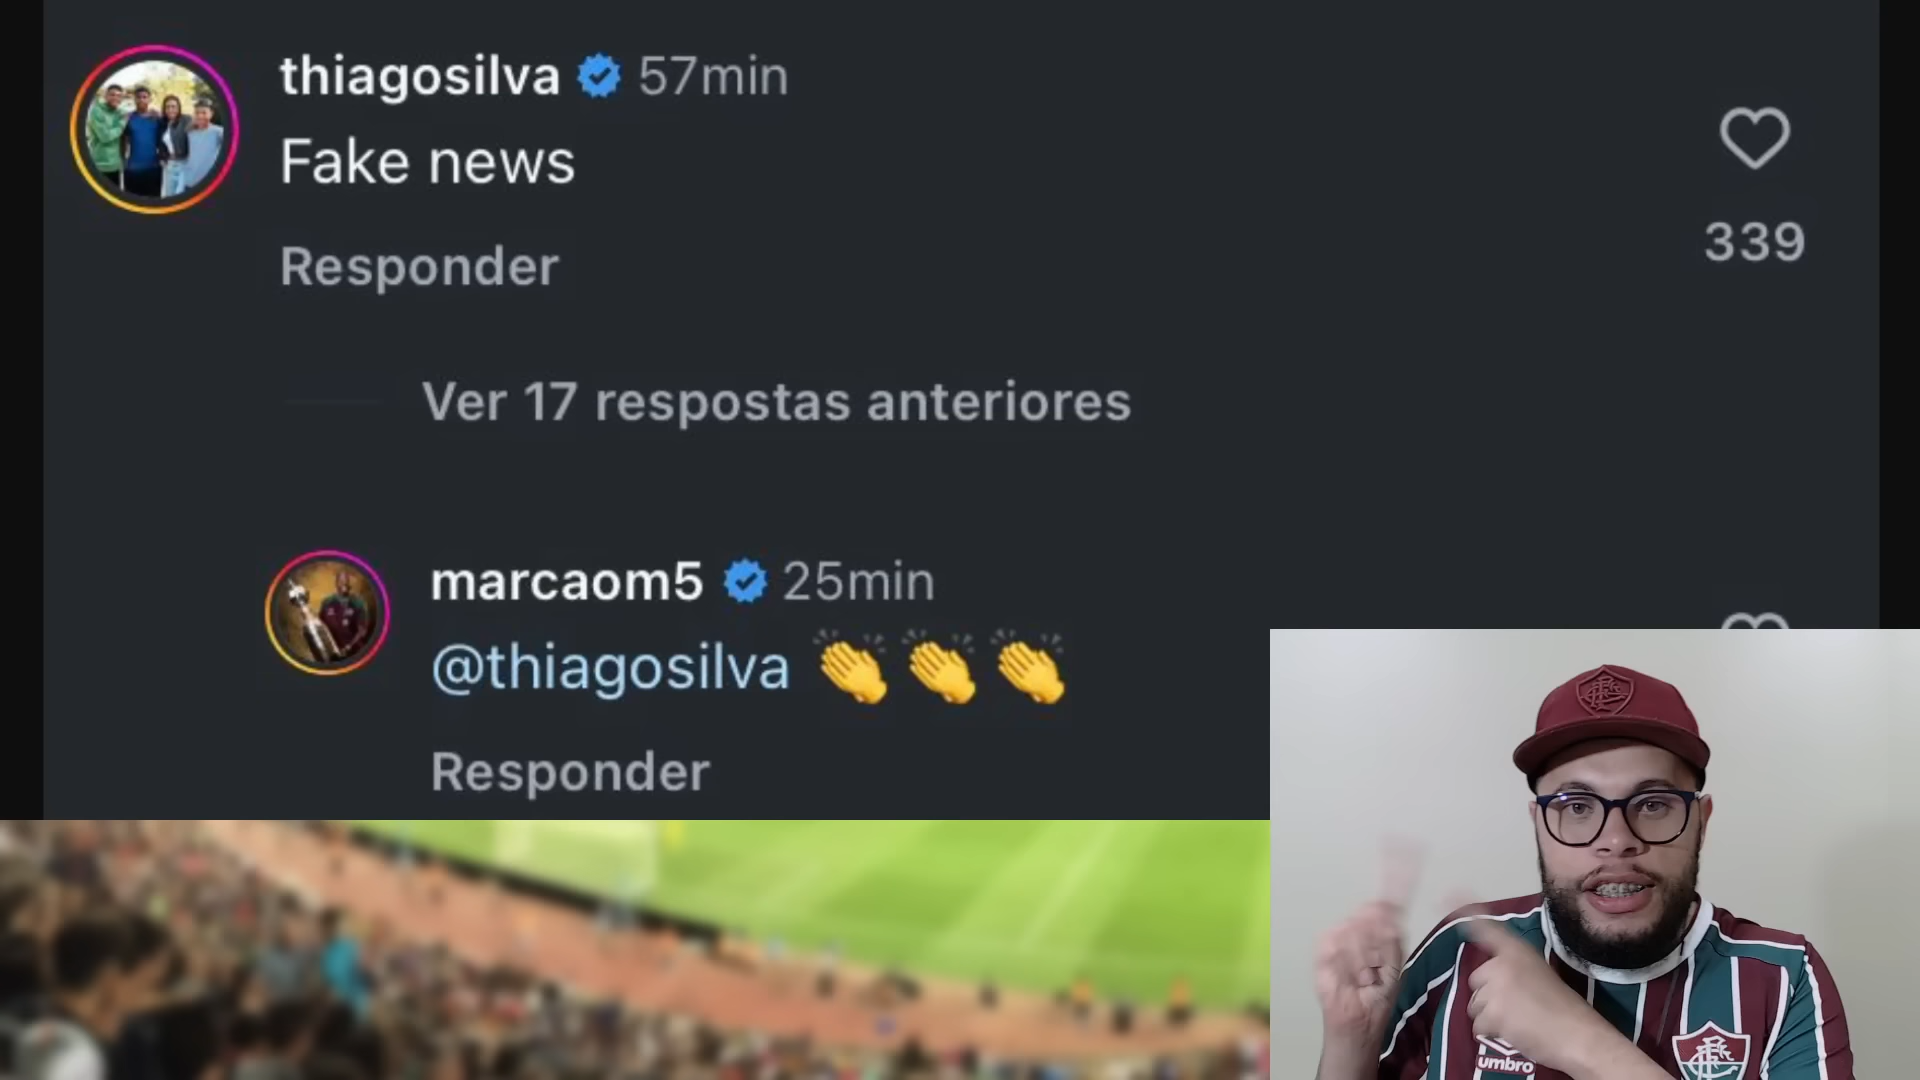 thiagosilva 57min
Fake news
339
Responder
Ver 17 respostas anteriores
marcaom5 25min
@thiagosilva 👏👏👏
Responder
umbro